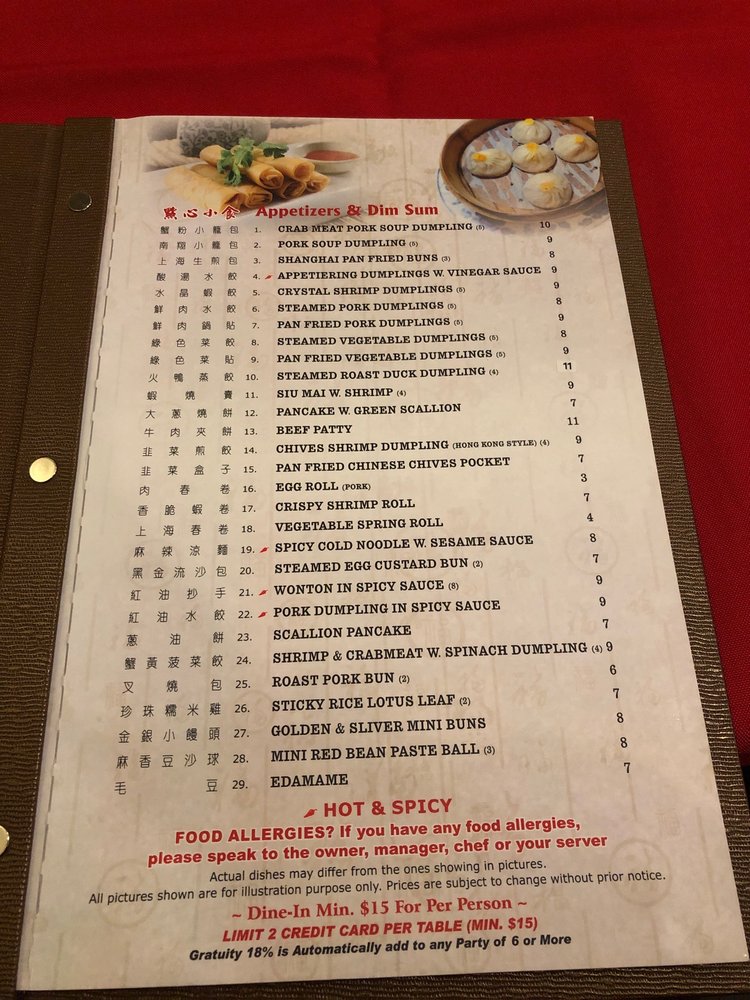 點心小食 Appetizers & Dim Sum
蟹粉小籠包 1. CRAB MEAT PORK SOUP DUMPLING (5) 10
南翔小籠包 2. PORK SOUP DUMPLING (5) 9
上海生煎包 3. SHANGHAI PAN FRIED BUNS (3) 8
酸湯水餃 4. APPETIERING DUMPLINGS W. VINEGAR SAUCE 9
水晶蝦餃 5. CRYSTAL SHRIMP DUMPLINGS (5) 9
鮮肉水餃 6. STEAMED PORK DUMPLINGS (5) 8
鮮肉鍋貼 7. PAN FRIED PORK DUMPLINGS (5) 9
綠色菜餃 8. STEAMED VEGETABLE DUMPLINGS (5) 8
綠色菜貼 9. PAN FRIED VEGETABLE DUMPLINGS (5) 9
火鴨蒸餃 10. STEAMED ROAST DUCK DUMPLING (4) 11
蝦燒賣 11. SIU MAI W. SHRIMP (4) 9
大蔥燒餅 12. PANCAKE W. GREEN SCALLION 7
牛肉夾餅 13. BEEF PATTY 11
韭菜煎餃 14. CHIVES SHRIMP DUMPLING (HONG KONG STYLE) (4) 9
韭菜盒子 15. PAN FRIED CHINESE CHIVES POCKET 7
肉春卷 16. EGG ROLL (PORK) 3
香脆蝦卷 17. CRISPY SHRIMP ROLL 7
上海春卷 18. VEGETABLE SPRING ROLL 4
麻辣涼麵 19. SPICY COLD NOODLE W. SESAME SAUCE 8
黑金流沙包 20. STEAMED EGG CUSTARD BUN (2) 7
紅油抄手 21. WONTON IN SPICY SAUCE (8) 9
紅油水餃 22. PORK DUMPLING IN SPICY SAUCE 9
蔥油餅 23. SCALLION PANCAKE 7
蟹黃菠菜餃 24. SHRIMP & CRABMEAT W. SPINACH DUMPLING (4) 9
叉燒包 25. ROAST PORK BUN (2) 6
珍珠糯米雞 26. STICKY RICE LOTUS LEAF (2) 7
金銀小饅頭 27. GOLDEN & SLIVER MINI BUNS 8
麻香豆沙球 28. MINI RED BEAN PASTE BALL (3) 8
毛豆 29. EDAMAME 7
HOT & SPICY
FOOD ALLERGIES? If you have any food allergies,
please speak to the owner, manager, chef or your server
Actual dishes may differ from the ones showing in pictures.
All pictures shown are for illustration purpose only. Prices are subject to change without prior notice.
~ Dine-In Min. $15 For Per Person ~
LIMIT 2 CREDIT CARD PER TABLE (MIN. $15)
Gratuity 18% is Automatically add to any Party of 6 or More